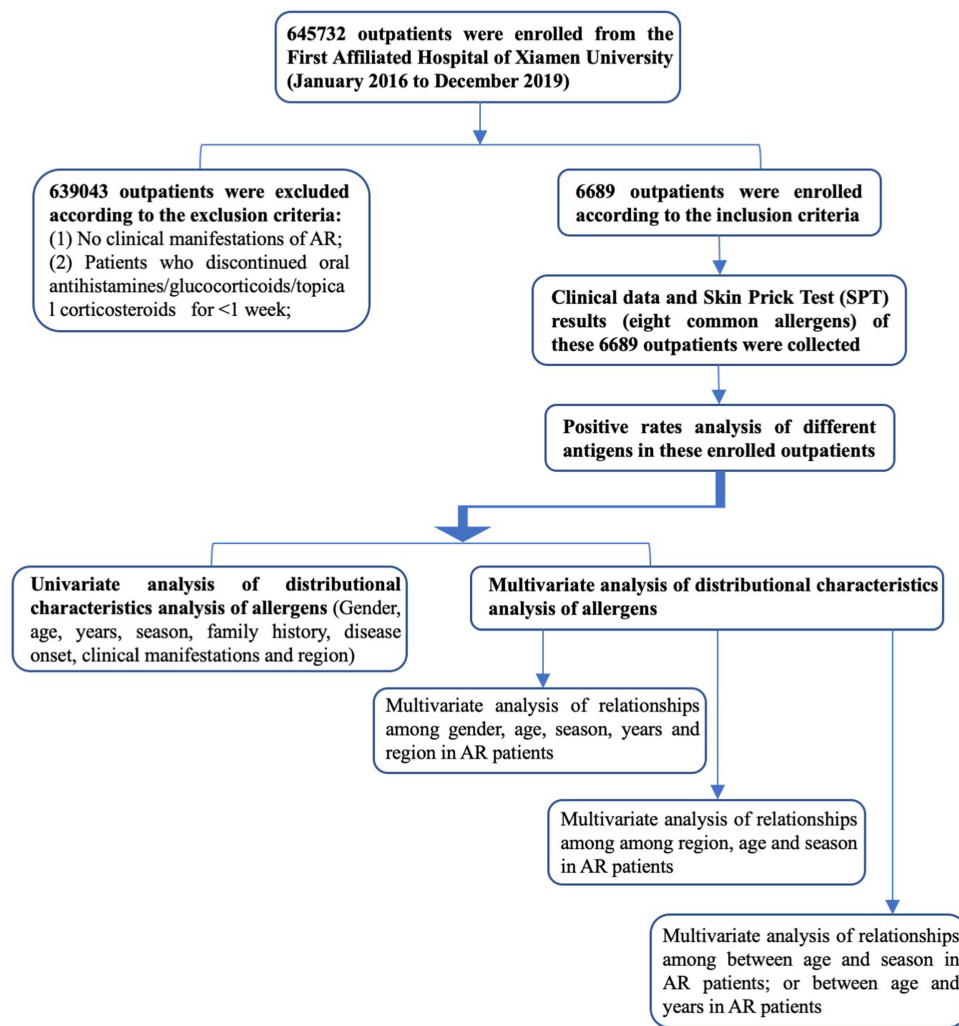 645732 outpatients were enrolled from the
First Affiliated Hospital of Xiamen University
(January 2016 to December 2019)
639043 outpatients were excluded
according to the exclusion criteria:
(1) No clinical manifestations of AR;
(2) Patients who discontinued oral
antihistamines/glucocorticoids/topica
l corticosteroids for <1 week;
6689 outpatients were enrolled
according to the inclusion criteria
Clinical data and Skin Prick Test (SPT)
results (eight common allergens) of
these 6689 outpatients were collected
Positive rates analysis of different
antigens in these enrolled outpatients
Univariate analysis of distributional
characteristics analysis of allergens (Gender,
age, years, season, family history, disease
onset, clinical manifestations and region)
Multivariate analysis of distributional characteristics
analysis of allergens
Multivariate analysis of relationships
among gender, age, season, years and
region in AR patients
Multivariate analysis of relationships
among among region, age and season
in AR patients
Multivariate analysis of relationships
among between age and season in
AR patients; or between age and
years in AR patients